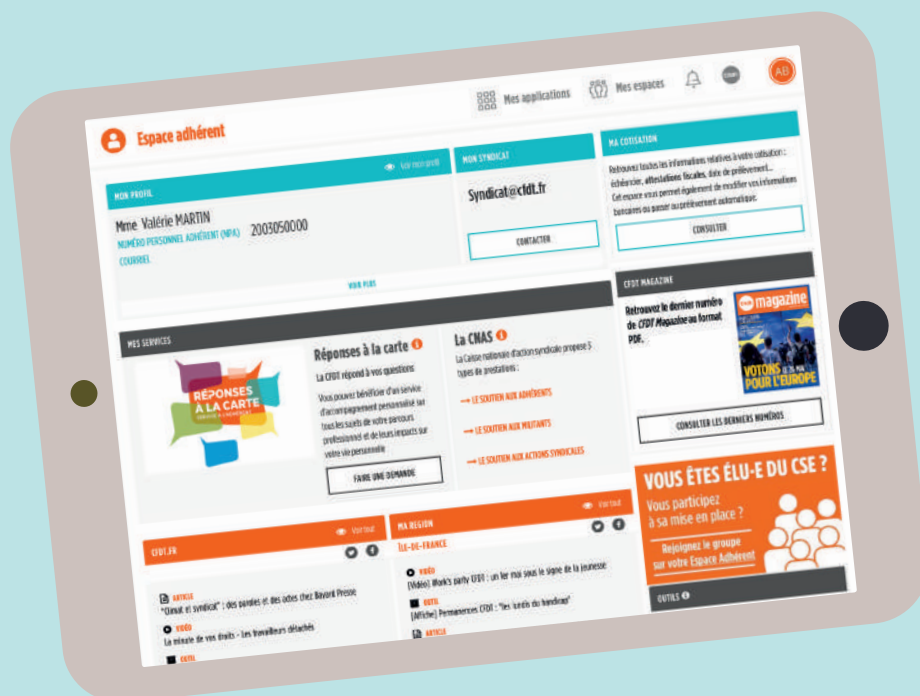 Espace adhérent
Mes applications
Mes espaces
AB
MON PROFIL
Voir mon profil
Mme Valérie MARTIN
NUMÉRO PERSONNEL ADHÉRENT (NPA) 2003050000
COURRIEL
VOIR PLUS
MON SYNDICAT
Syndicat@cfdt.fr
CONTACTER
MA COTISATION
Retrouvez toutes les informations relatives à votre cotisation :
échéancier, attestations fiscales, date de prélèvement...
Cet espace vous permet également de modifier vos informations
bancaires ou passer au prélèvement automatique.
CONSULTER
MES SERVICES
RÉPONSES
À LA CARTE
Réponses à la carte
La CFDT répond à vos questions
Vous pouvez bénéficier d'un service
d'accompagnement personnalisé sur
tous les sujets de votre parcours
professionnel et de leurs impacts sur
votre vie personnelle
FAIRE UNE DEMANDE
La CNAS
La Caisse nationale d'action syndicale propose 3
types de prestations :
→ LE SOUTIEN AUX ADHÉRENTS
→ LE SOUTIEN AUX MILITANTS
→ LE SOUTIEN AUX ACTIONS SYNDICALES
CFDT MAGAZINE
Retrouvez le dernier numéro
de CFDT Magazine au format
PDF.
magazine
VOTONS
POUR L'EUROPE
CONSULTER LES DERNIERS NUMÉROS
CFDT.FR
Voir tout
ARTICLE
"Climat et syndicat" : des paroles et des actes chez Bayard Presse
VIDÉO
La minute de vos droits - Les travailleurs détachés
OUTIL
MA RÉGION
Voir tout
ÎLE-DE-FRANCE
VIDÉO
[Vidéo] Work's party CFDT : un 1er mai sous le signe de la jeunesse
OUTIL
[Affiche] Permanences CFDT : "les lundis du handicap"
ARTICLE
VOUS ÊTES ÉLU·E DU CSE ?
Vous participez
à sa mise en place ?
Rejoignez le groupe
sur votre Espace Adhérent
OUTILS